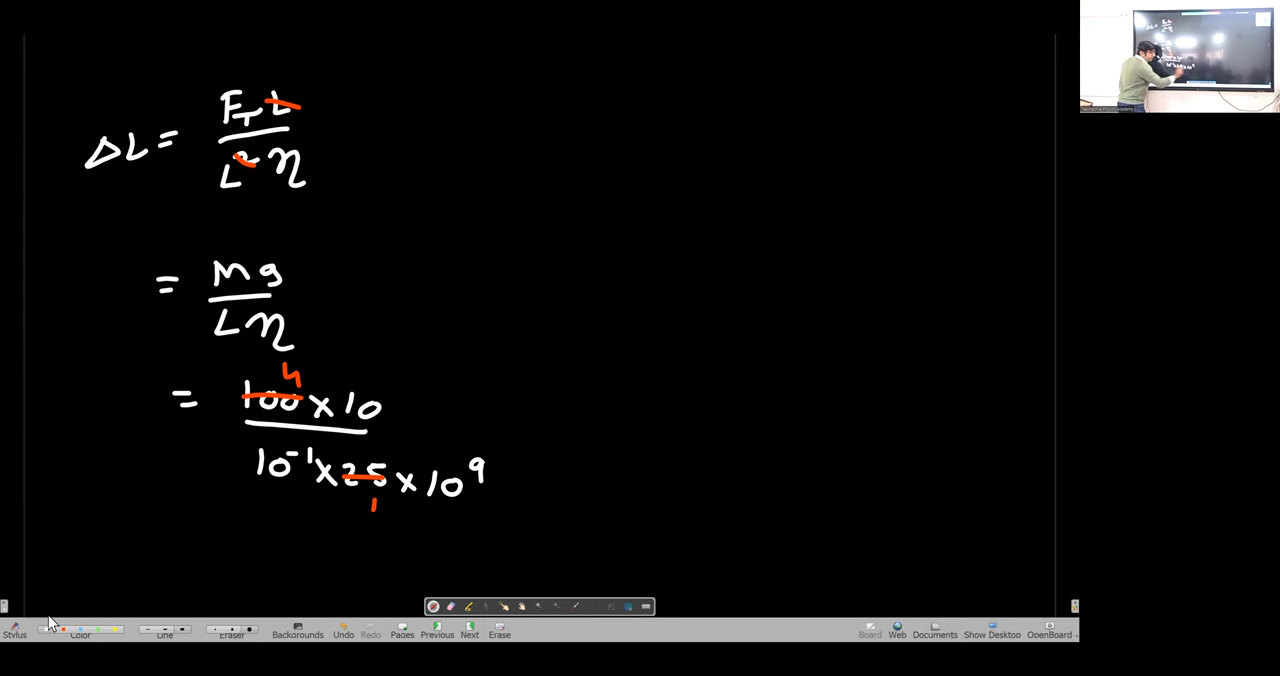 ΔL = F_T L / L² η
= Mg / Lη
4
= 100 × 10 / 10⁻¹ × 25 × 10⁹
1
Stylus Color Line Eraser Backgrounds Undo Redo Pages Previous Next Erase Board Web Documents Show Desktop OpenBoard